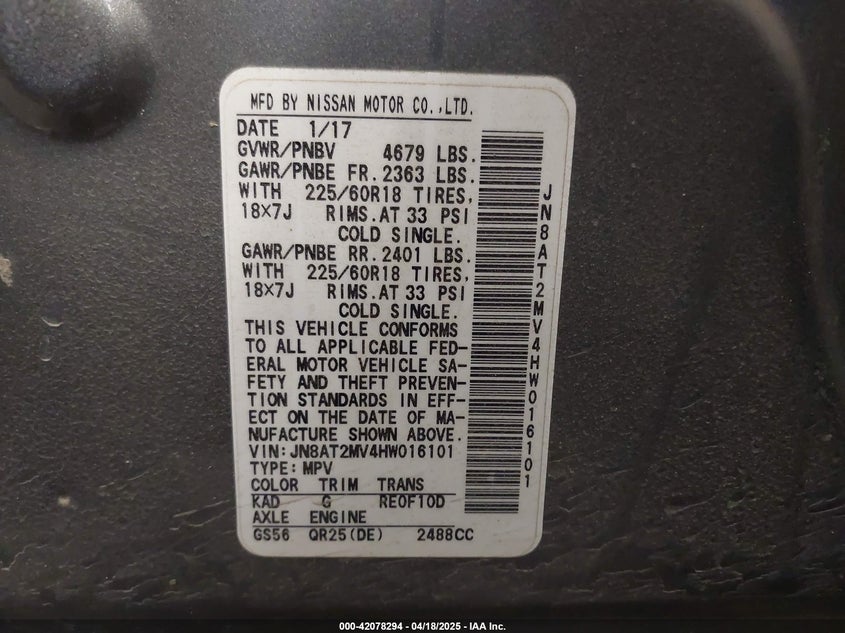 MFD BY NISSAN MOTOR CO.,LTD.
DATE 1/17
GVWR/PNBV 4679 LBS.
GAWR/PNBE FR. 2363 LBS.
WITH 225/60R18 TIRES,
18X7J RIMS.AT 33 PSI
COLD SINGLE.
GAWR/PNBE RR. 2401 LBS.
WITH 225/60R18 TIRES,
18X7J RIMS.AT 33 PSI
COLD SINGLE.
THIS VEHICLE CONFORMS
TO ALL APPLICABLE FED-
ERAL MOTOR VEHICLE SA-
FETY AND THEFT PREVEN-
TION STANDARDS IN EFF-
ECT ON THE DATE OF MA-
NUFACTURE SHOWN ABOVE.
VIN:JN8AT2MV4HW016101
TYPE:MPV
COLOR TRIM TRANS
KAD G RE0F10D
AXLE ENGINE
GS56 QR25(DE) 2488CC
JN8AT2MV4HW016101
000-42078294 - 04/18/2025 - IAA Inc.